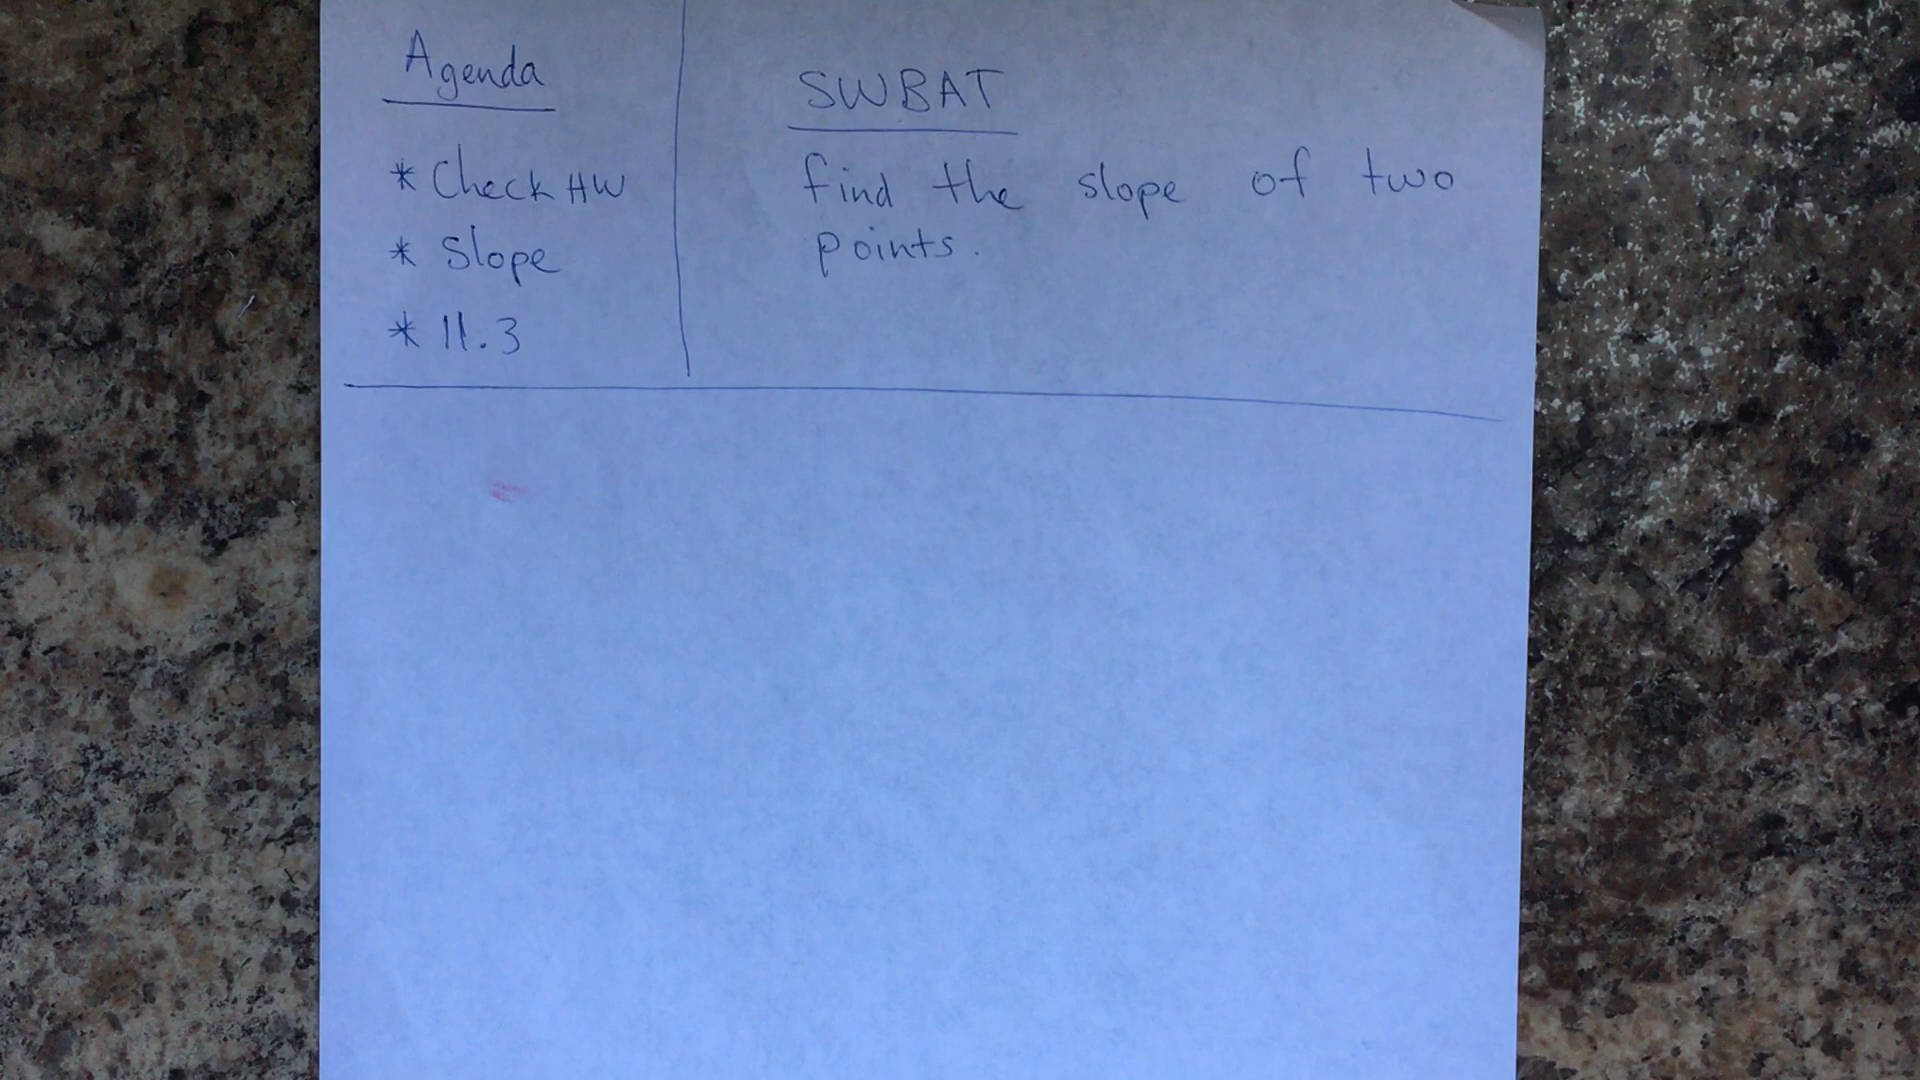 Agenda
* Check HW
* Slope
* 11.3
SWBAT
find the slope of two
points.